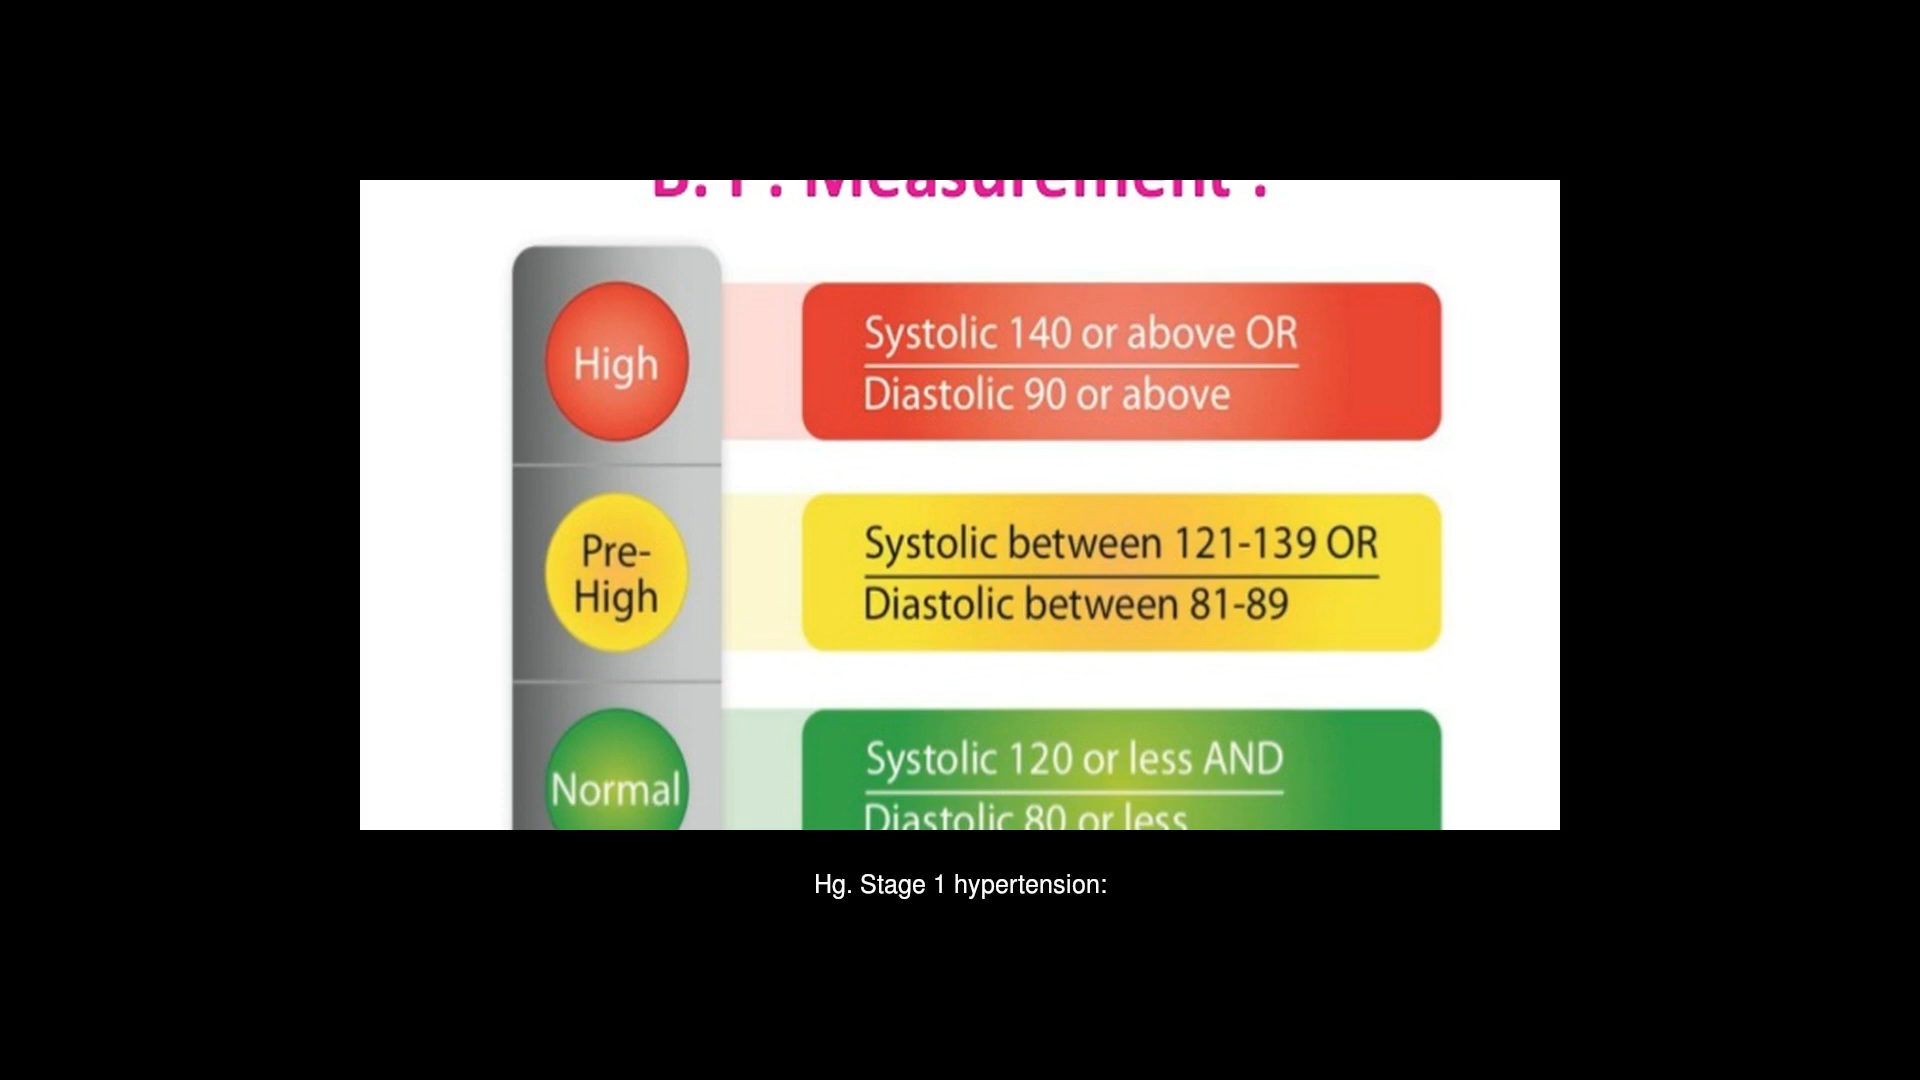 B. P. Measurement :
High
Systolic 140 or above OR
Diastolic 90 or above
Pre-
High
Systolic between 121-139 OR
Diastolic between 81-89
Normal
Systolic 120 or less AND
Diastolic 80 or less
Hg. Stage 1 hypertension: